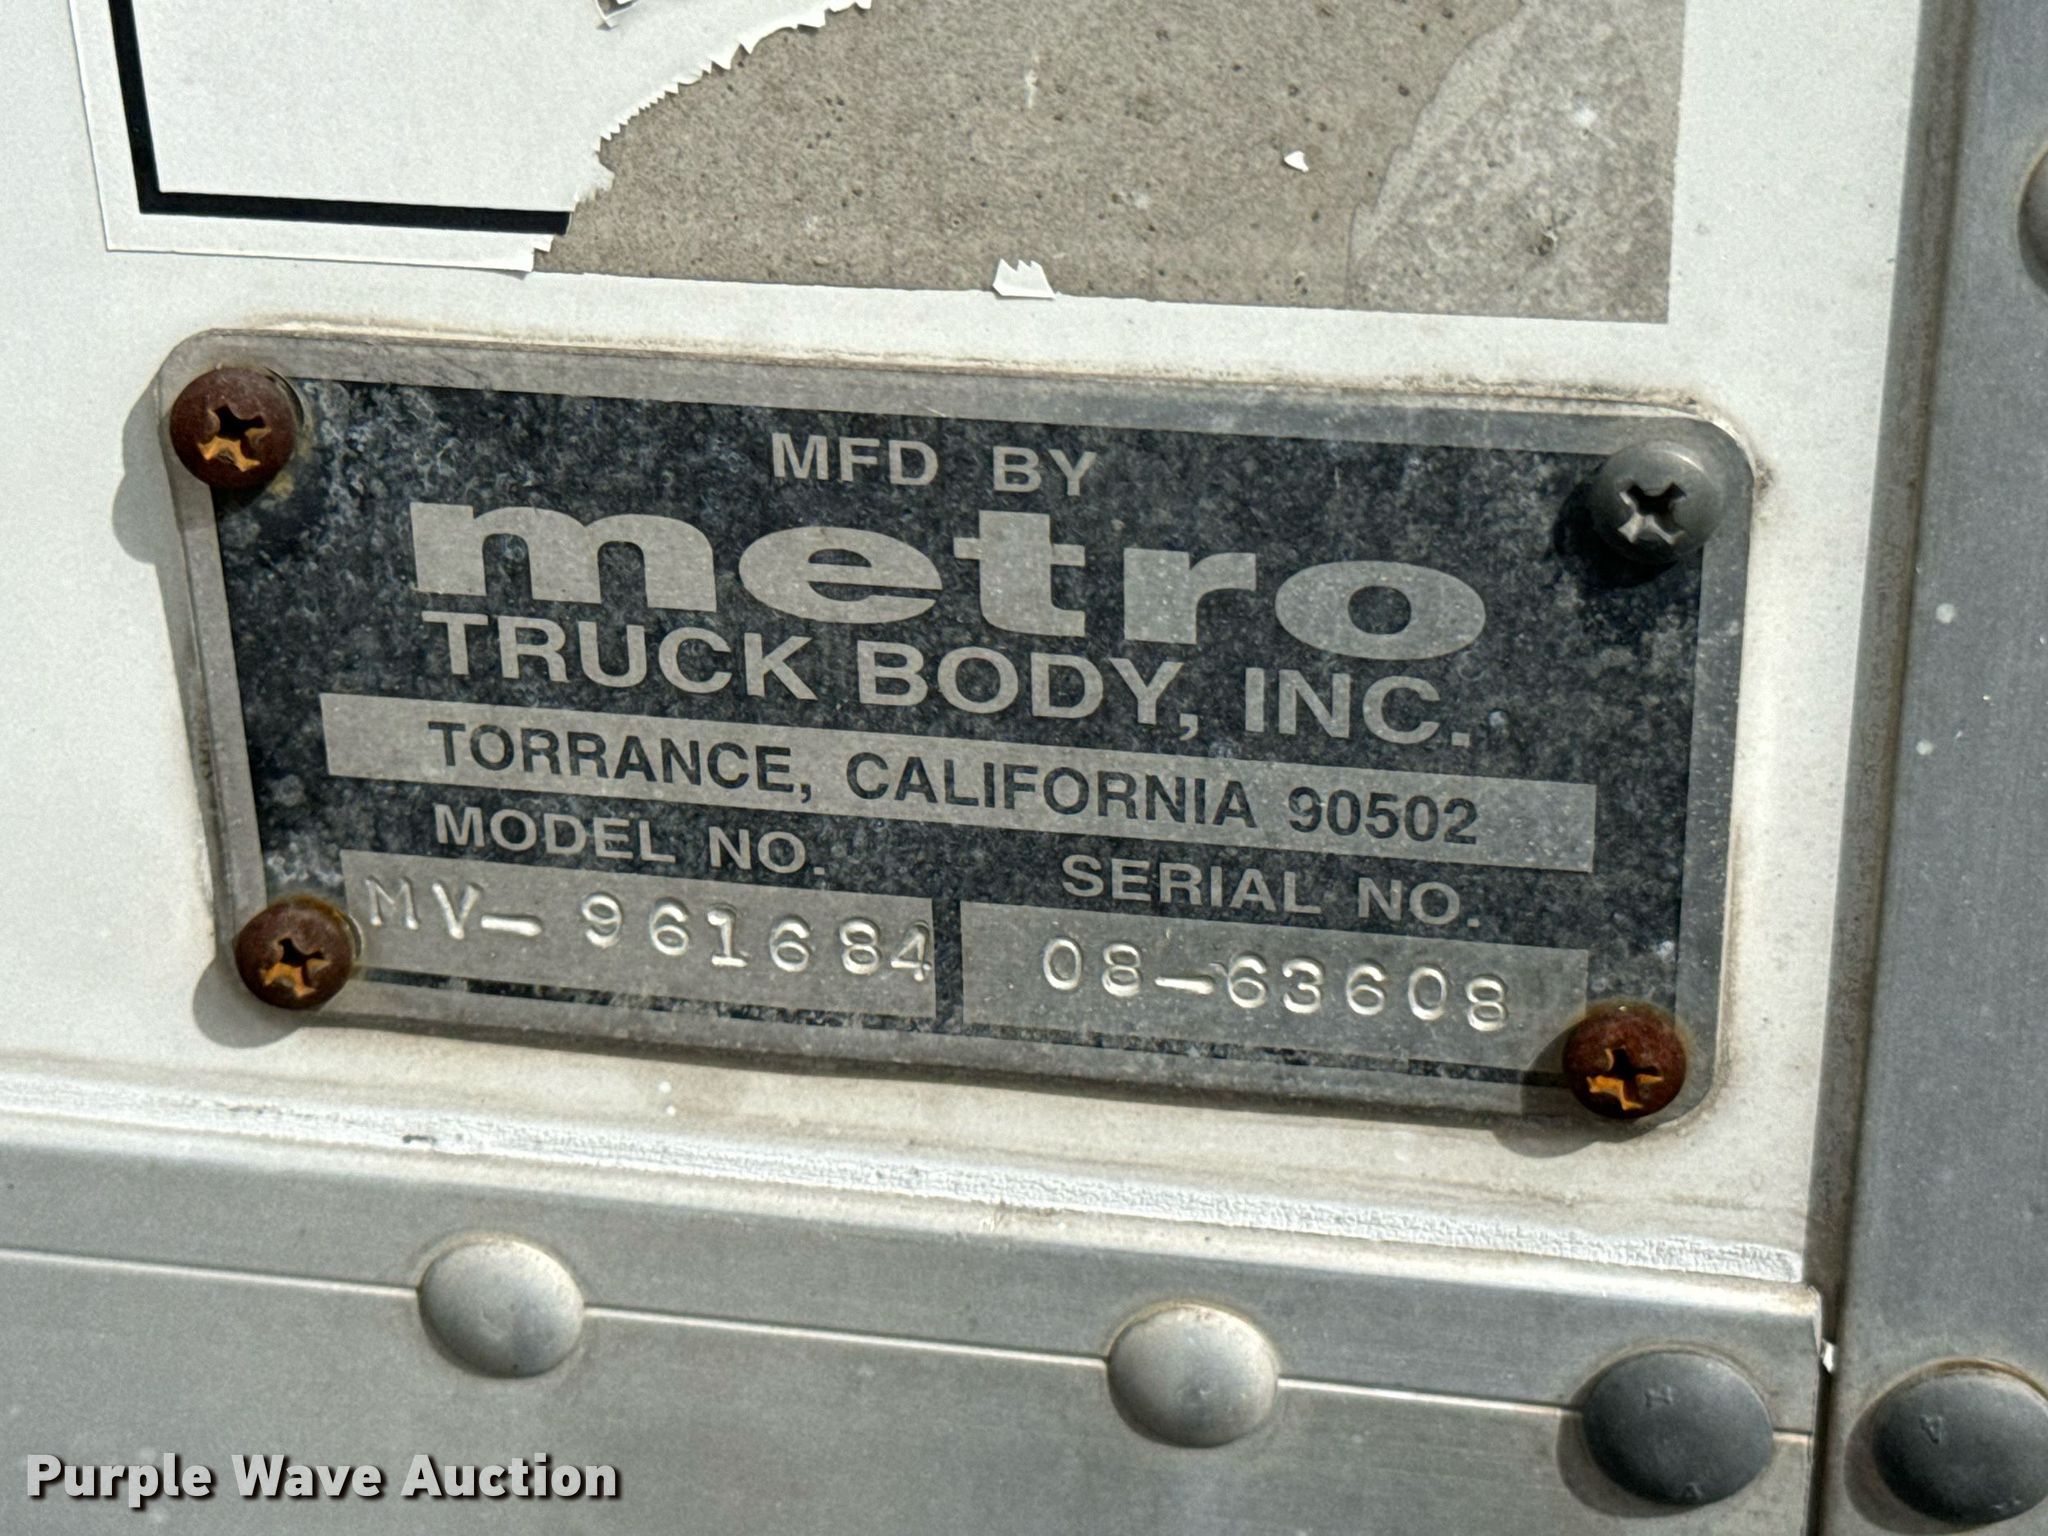 MFD BY
metro
TRUCK BODY, INC.
TORRANCE, CALIFORNIA 90502
MODEL NO. SERIAL NO.
MV-961684 08-63608
Purple Wave Auction